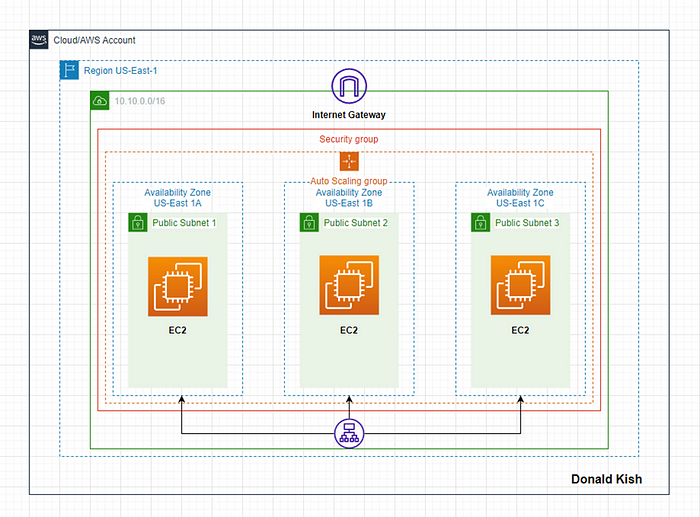 aws
Cloud/AWS Account
Region US-East-1
10.10.0.0/16
Internet Gateway
Security group
Auto Scaling group
Availability Zone
US-East 1A
Public Subnet 1
EC2
Availability Zone
US-East 1B
Public Subnet 2
EC2
Availability Zone
US-East 1C
Public Subnet 3
EC2
Donald Kish